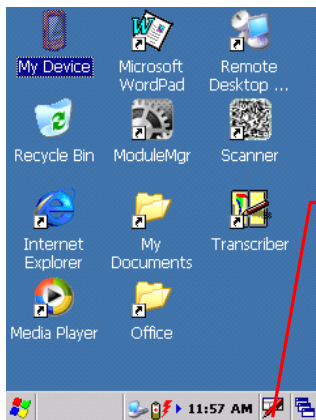 My Device
Microsoft
WordPad
Remote
Desktop ...
Recycle Bin
ModuleMgr
Scanner
Internet
Explorer
My
Documents
Transcriber
Media Player
Office
11:57 AM